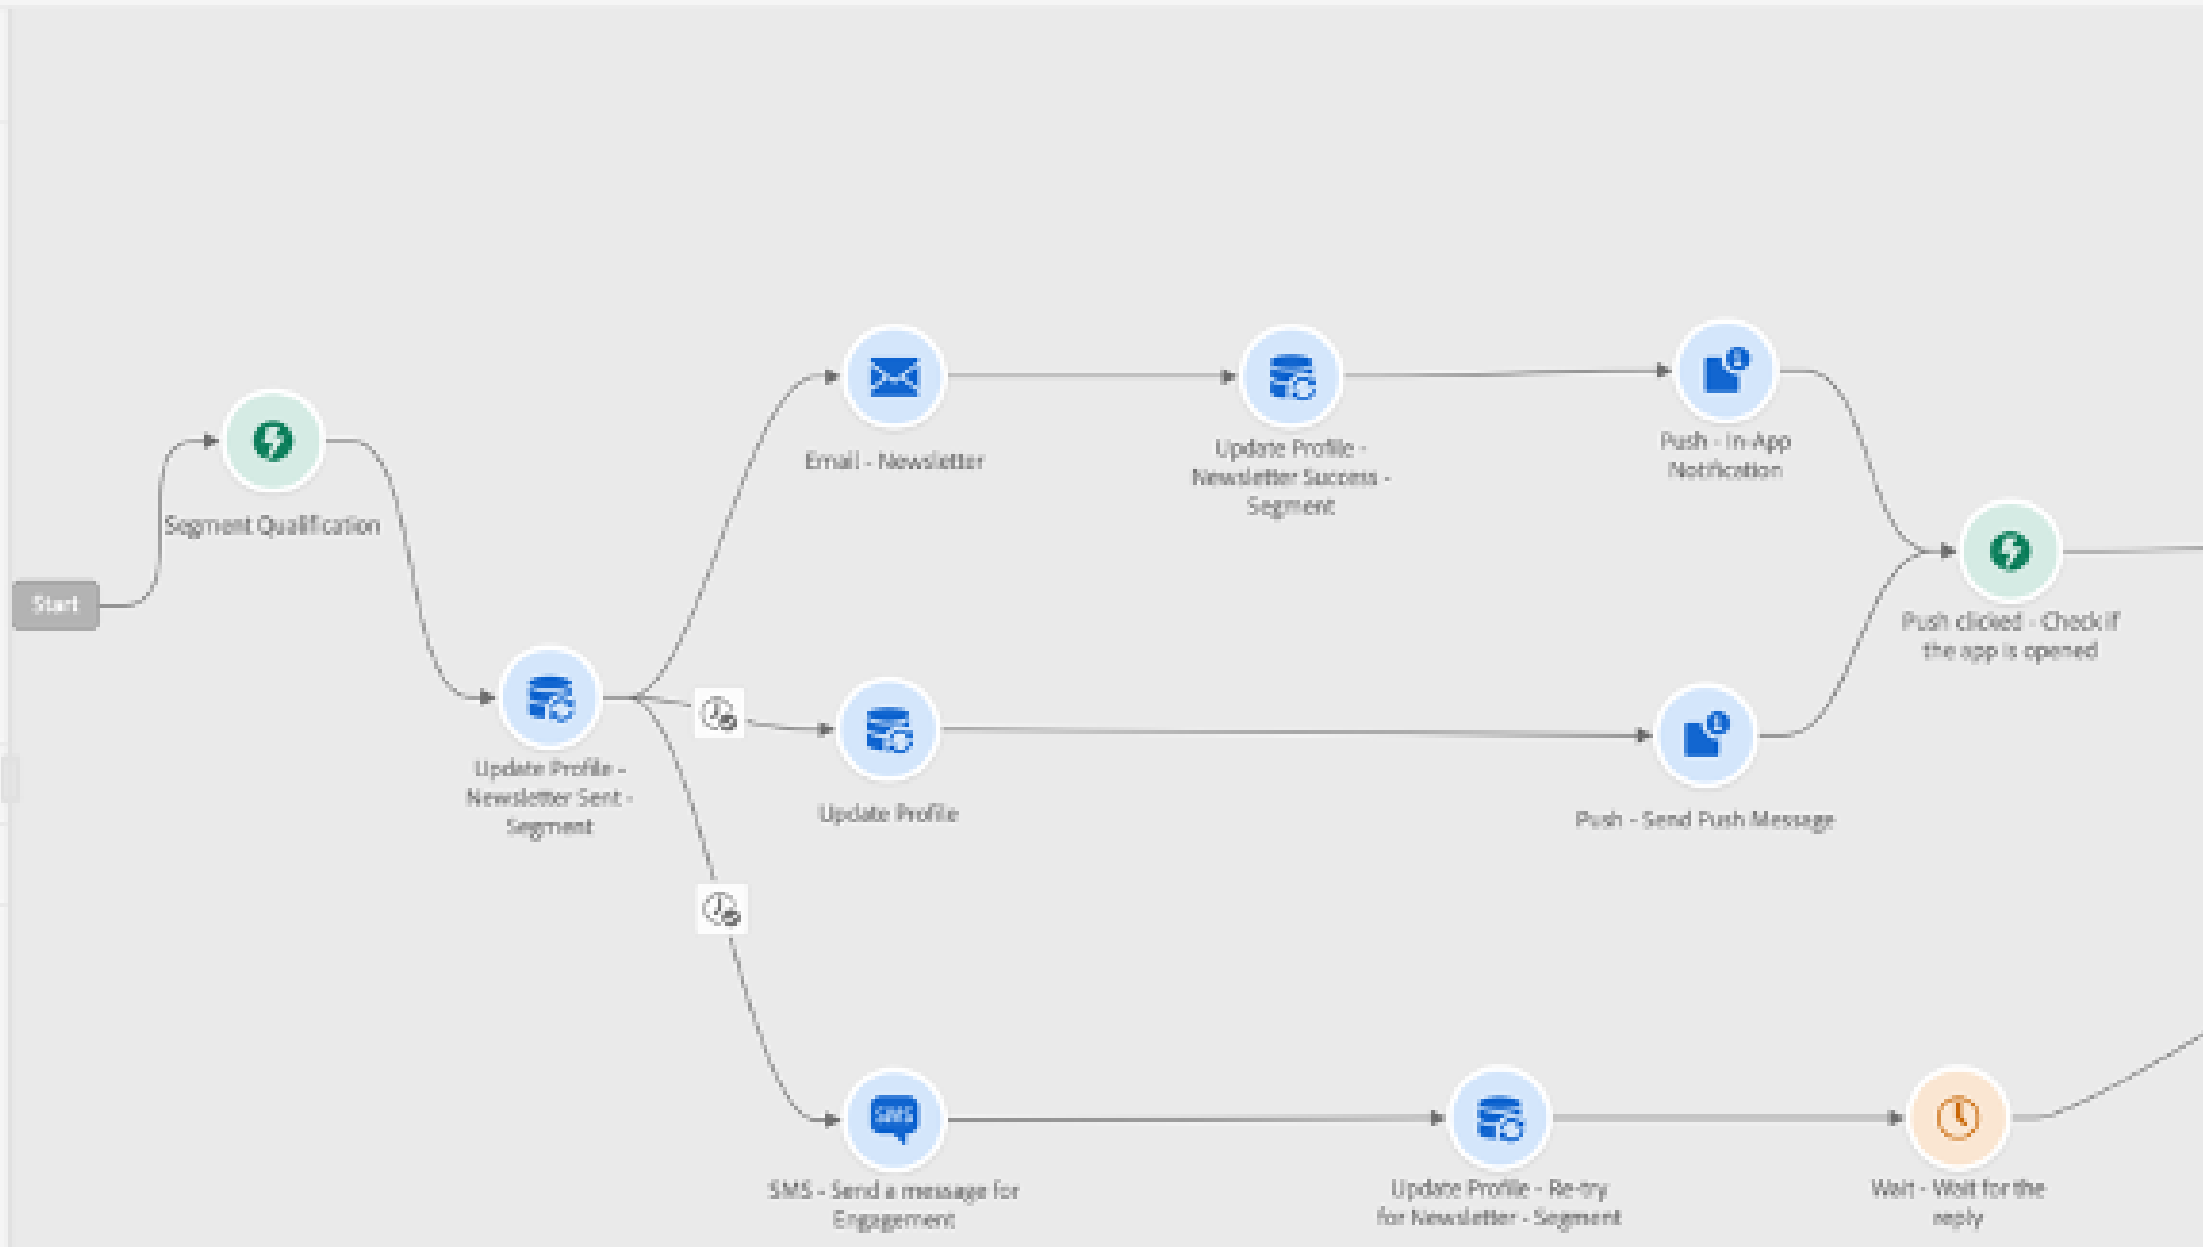 Start
Segment Qualification
Update Profile -
Newsletter Sent -
Segment
Email - Newsletter
Update Profile -
Newsletter Success -
Segment
Push - In-App
Notification
Push clicked - Check if
the app is opened
Update Profile
Push - Send Push Message
SMS
SMS - Send a message for
Engagement
Update Profile - Re-try
for Newsletter - Segment
Wait - Wait for the
reply